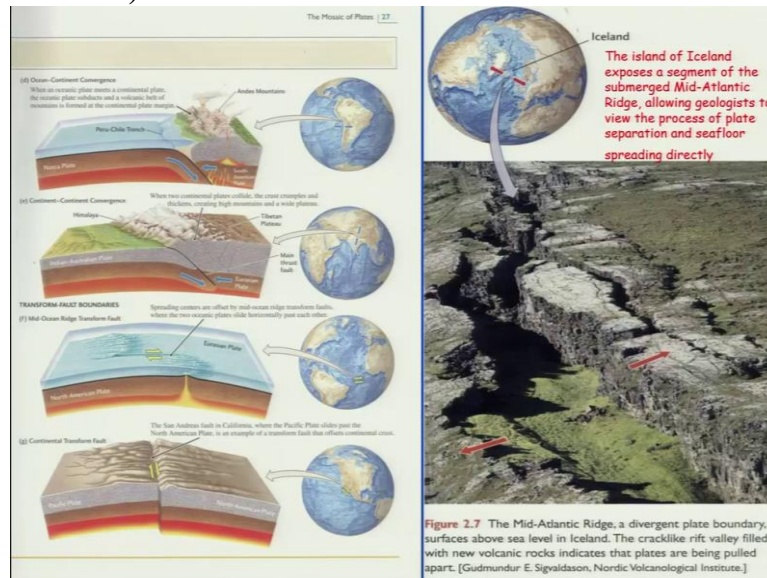 The Mosaic of Plates | 27
(d) Ocean–Continent Convergence
When an oceanic plate meets a continental plate,
the oceanic plate subducts and a volcanic belt of
mountains is formed at the continental plate margin.
Andes Mountains
Peru-Chile Trench
Nazca Plate
South
American
Plate
(e) Continent–Continent Convergence
When two continental plates collide, the crust crumples and
thickens, creating high mountains and a wide plateau.
Himalaya
Tibetan
Plateau
Main
thrust
fault
Indian-Australian Plate
Eurasian
Plate
TRANSFORM-FAULT BOUNDARIES
(f) Mid-Ocean Ridge Transform Fault
Spreading centers are offset by mid-ocean ridge transform faults,
where the two oceanic plates slide horizontally past each other.
Eurasian Plate
North American Plate
The San Andreas fault in California, where the Pacific Plate slides past the
North American Plate, is an example of a transform fault that offsets continental crust.
(g) Continental Transform Fault
Pacific Plate
North American Plate
Iceland
The island of Iceland
exposes a segment of the
submerged Mid-Atlantic
Ridge, allowing geologists to
view the process of plate
separation and seafloor
spreading directly
Figure 2.7 The Mid-Atlantic Ridge, a divergent plate boundary,
surfaces above sea level in Iceland. The cracklike rift valley filled
with new volcanic rocks indicates that plates are being pulled
apart. [Gudmundur E. Sigvaldason, Nordic Volcanological Institute.]